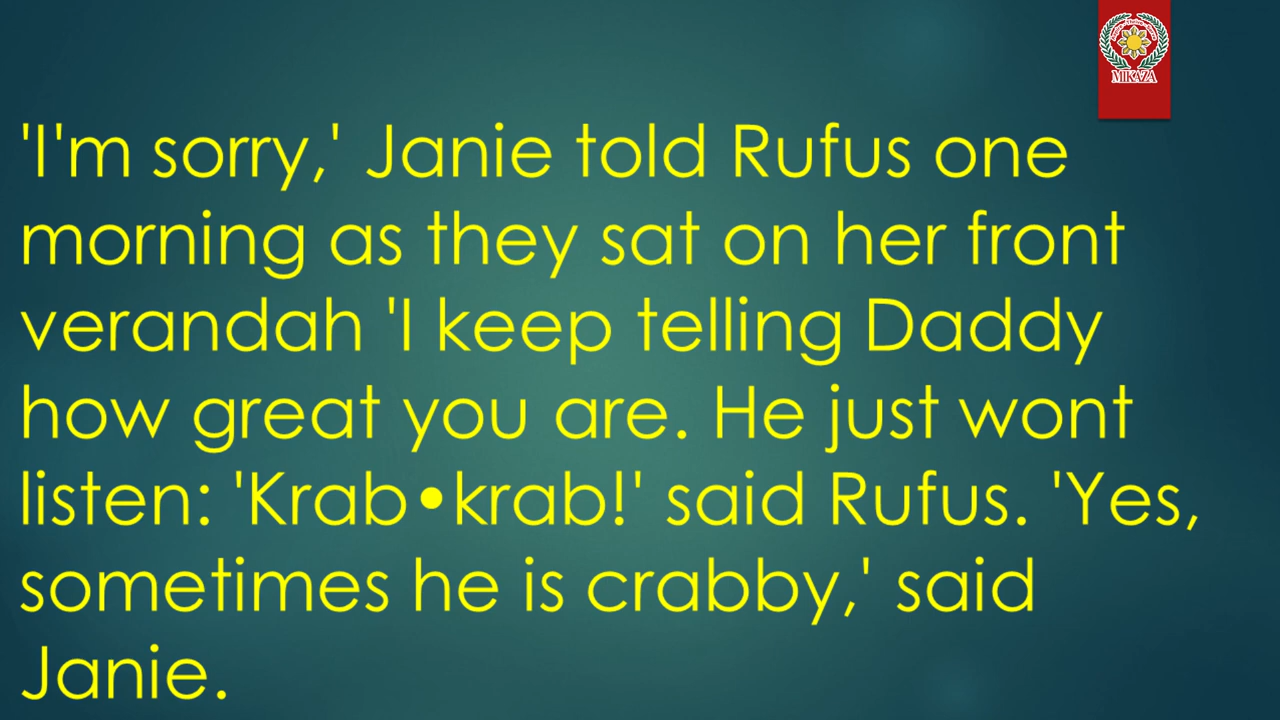 MIKAZA
'I'm sorry,' Janie told Rufus one
morning as they sat on her front
verandah 'I keep telling Daddy
how great you are. He just wont
listen: 'Krab•krab!' said Rufus. 'Yes,
sometimes he is crabby,' said
Janie.